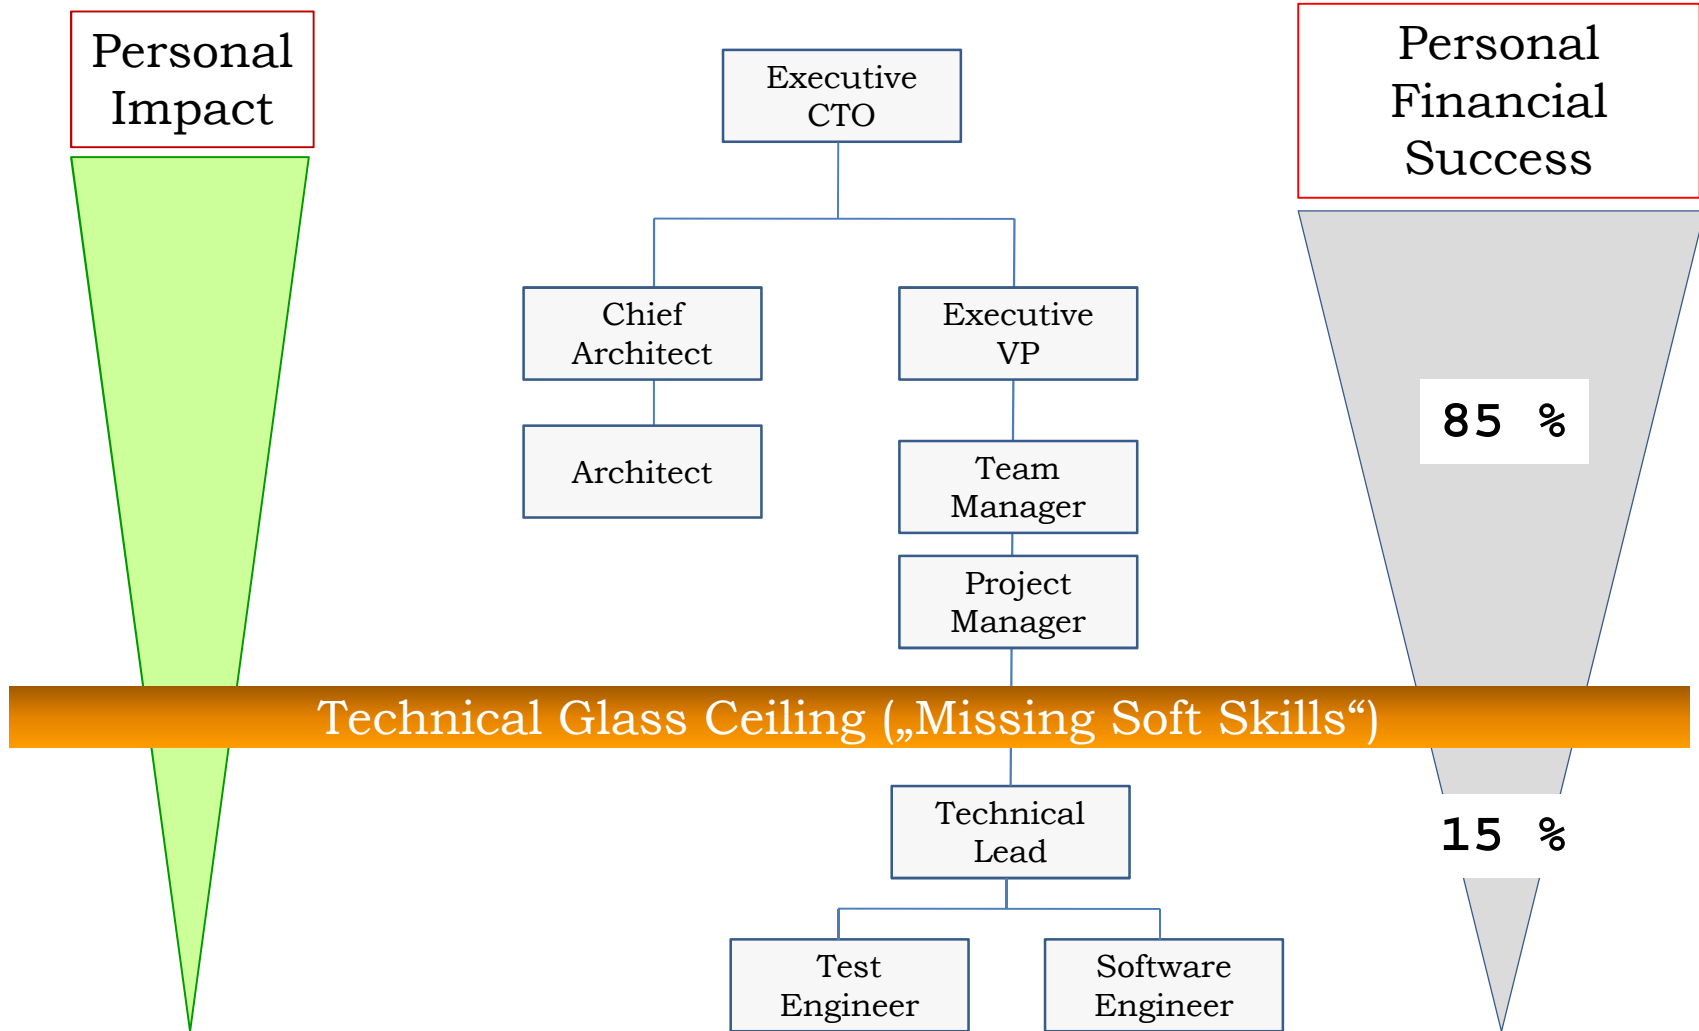 Personal
Impact
Executive
CTO
Personal
Financial
Success
Chief
Architect
Executive
VP
85 %
Architect
Team
Manager
Project
Manager
Technical Glass Ceiling („Missing Soft Skills“)
Technical
Lead
15 %
Test
Engineer
Software
Engineer